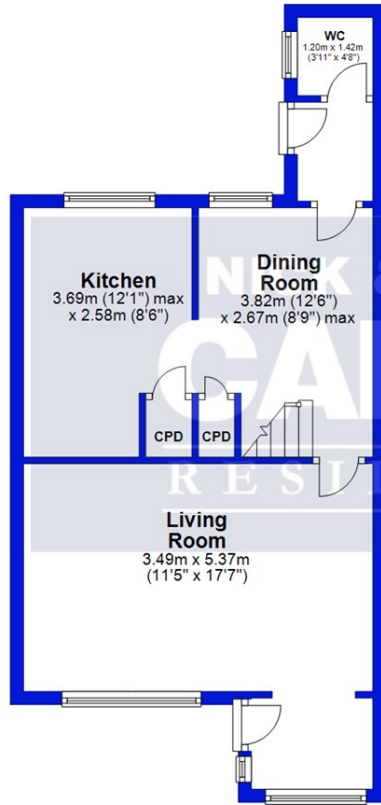 WC
1.20m x 1.42m
(3'11" x 4'8")
Kitchen
3.69m (12'1") max
x 2.58m (8'6")
Dining
Room
3.82m (12'6")
x 2.67m (8'9") max
CPD
CPD
Living
Room
3.49m x 5.37m
(11'5" x 17'7")